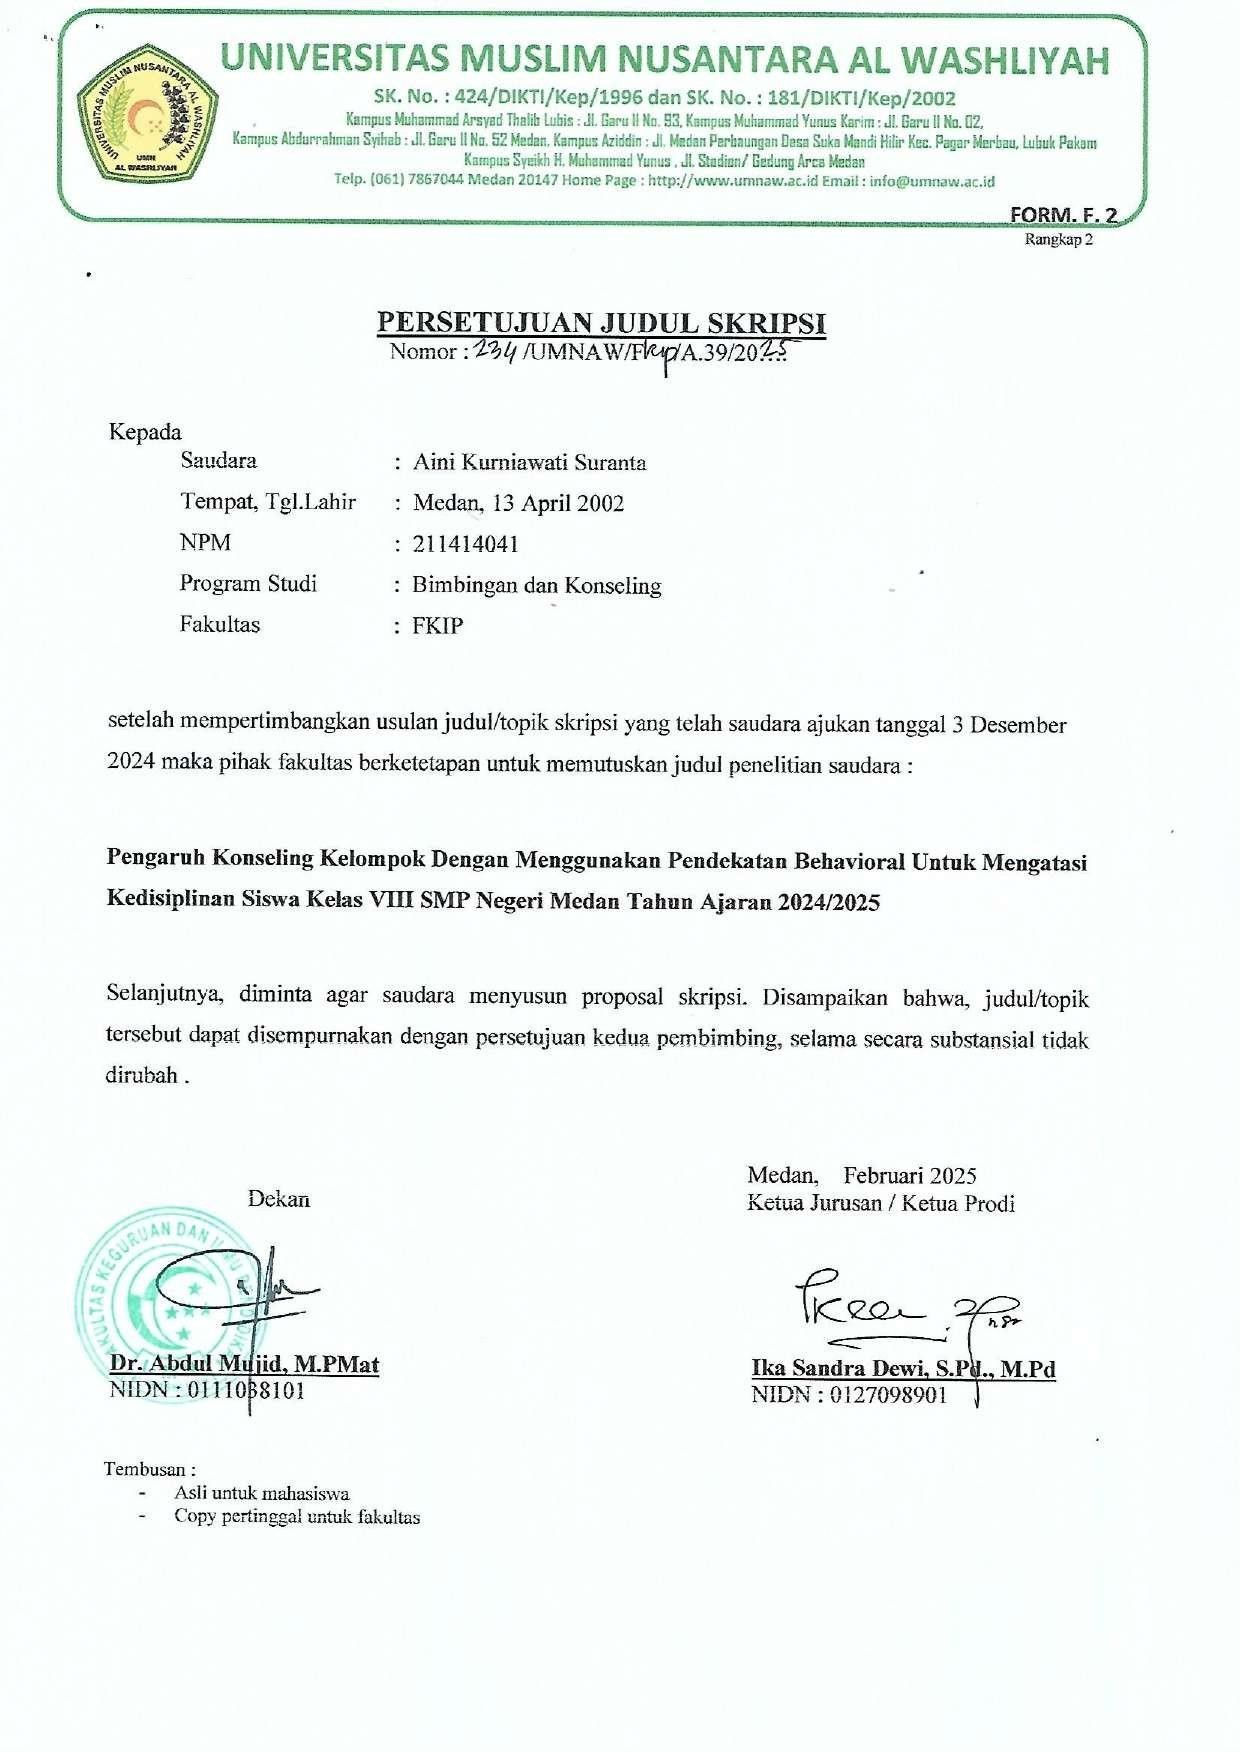 UNIVERSITAS MUSLIM NUSANTARA AL WASHLIYAH
SK. No. : 424/DIKTI/Kep/1996 dan SK. No. : 181/DIKTI/Kep/2002
Kampus Muhammad Arsyad Thalib Lubis : Jl. Garu II No. 93, Kampus Muhammad Yunus Karim : Jl. Garu II No. 02,
Kampus Abdurrahman Syihab : Jl. Garu II No. 52 Medan, Kampus Aziddin : Jl. Medan Perbaungan Desa Suka Mandi Hilir Kec. Pagar Merbau, Lubuk Pakam
Kampus Syeikh H. Muhammad Yunus , Jl. Stadion/ Gedung Arca Medan
Telp. (061) 7867044 Medan 20147 Home Page : http://www.umnaw.ac.id Email : info@umnaw.ac.id
UNIVERSITAS MUSLIM NUSANTARA AL WASHLIYAH
UMN
AL WASHLIYAH
FORM. F. 2
Rangkap 2
PERSETUJUAN JUDUL SKRIPSI
Nomor : 234 /UMNAW/Fkip/A.39/2025
Kepada
Saudara : Aini Kurniawati Suranta
Tempat, Tgl.Lahir : Medan, 13 April 2002
NPM : 211414041
Program Studi : Bimbingan dan Konseling
Fakultas : FKIP
setelah mempertimbangkan usulan judul/topik skripsi yang telah saudara ajukan tanggal 3 Desember
2024 maka pihak fakultas berketetapan untuk memutuskan judul penelitian saudara :
Pengaruh Konseling Kelompok Dengan Menggunakan Pendekatan Behavioral Untuk Mengatasi
Kedisiplinan Siswa Kelas VIII SMP Negeri Medan Tahun Ajaran 2024/2025
Selanjutnya, diminta agar saudara menyusun proposal skripsi. Disampaikan bahwa, judul/topik
tersebut dapat disempurnakan dengan persetujuan kedua pembimbing, selama secara substansial tidak
dirubah .
Medan, Februari 2025
Dekan
Ketua Jurusan / Ketua Prodi
Dr. Abdul Mujid, M.PMat
NIDN : 0111038101
Ika Sandra Dewi, S.Pd., M.Pd
NIDN : 0127098901
Tembusan :
- Asli untuk mahasiswa
- Copy pertinggal untuk fakultas